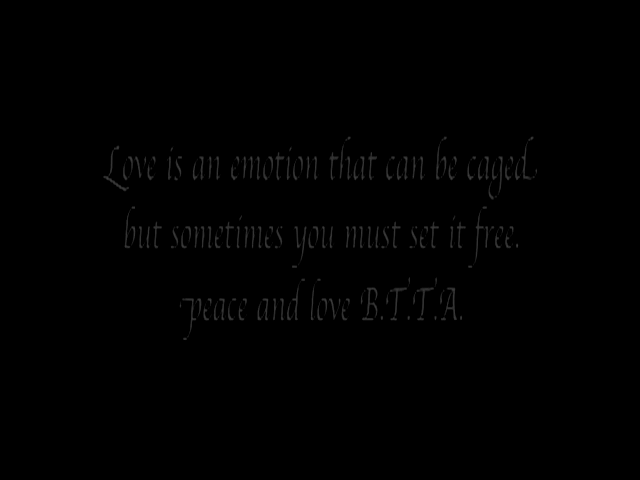 Love is an emotion that can be caged
but sometimes you must set it free.
peace and love B.T.T.A.